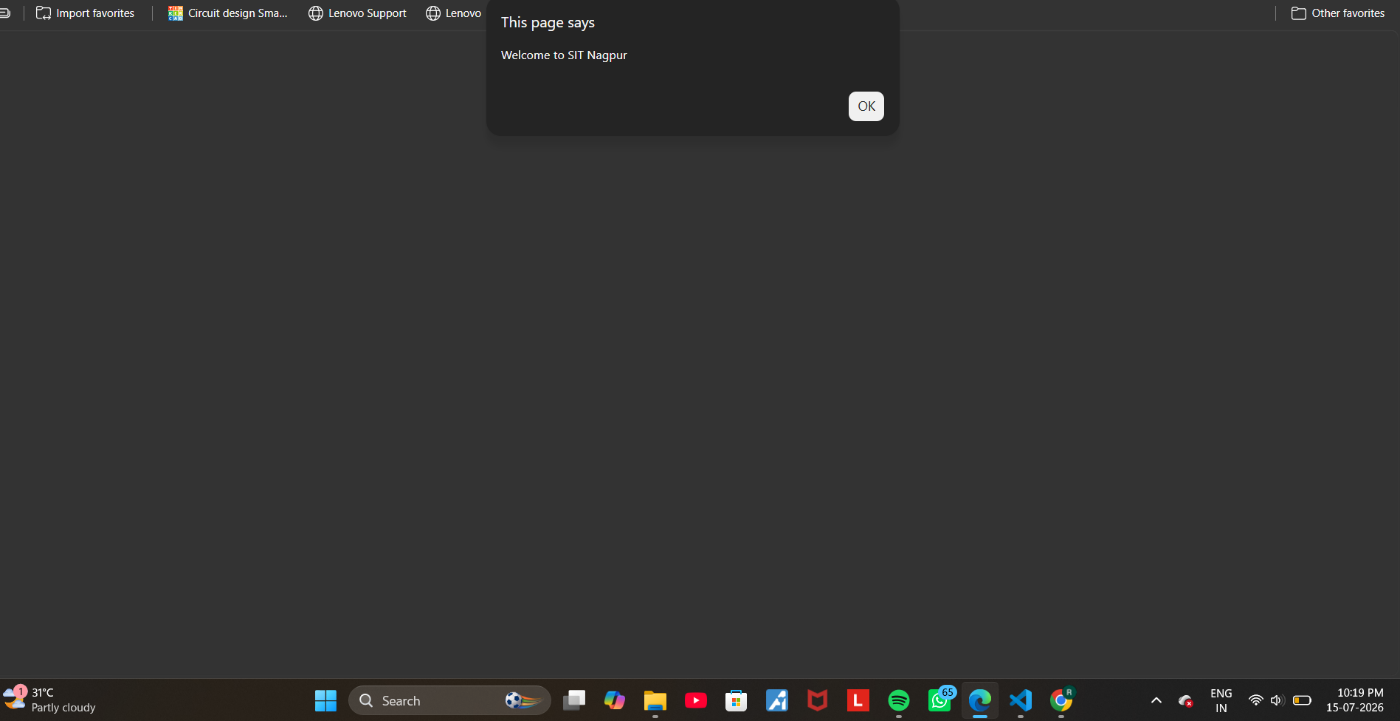 Import favorites
Circuit design Sma...
Lenovo Support
Lenovo
Other favorites
This page says
Welcome to SIT Nagpur
OK
1
31°C
Partly cloudy
Search
L
65
R
ENG
IN
10:19 PM
15-07-2026